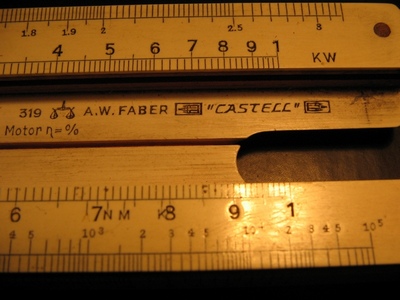 1.8 1.9 2 2.5 3
4 5 6 7 8 9 1 KW
319 A.W. FABER "CASTELL"
Motor η=%
6 7 N M K 8 9 1
4 5 10³ 2 3 4 5 10⁴ 2 3 4 5 10⁵